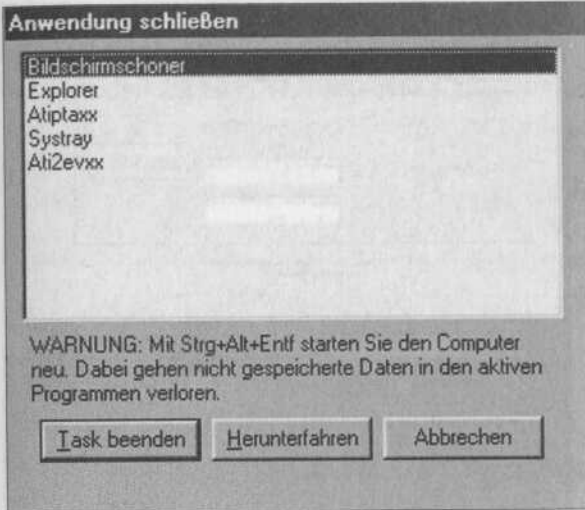 Anwendung schließen
Bildschirmschoner
Explorer
Atiptaxx
Systray
Ati2evxx
WARNUNG: Mit Strg+Alt+Entf starten Sie den Computer
neu. Dabei gehen nicht gespeicherte Daten in den aktiven
Programmen verloren.
Task beenden
Herunterfahren
Abbrechen